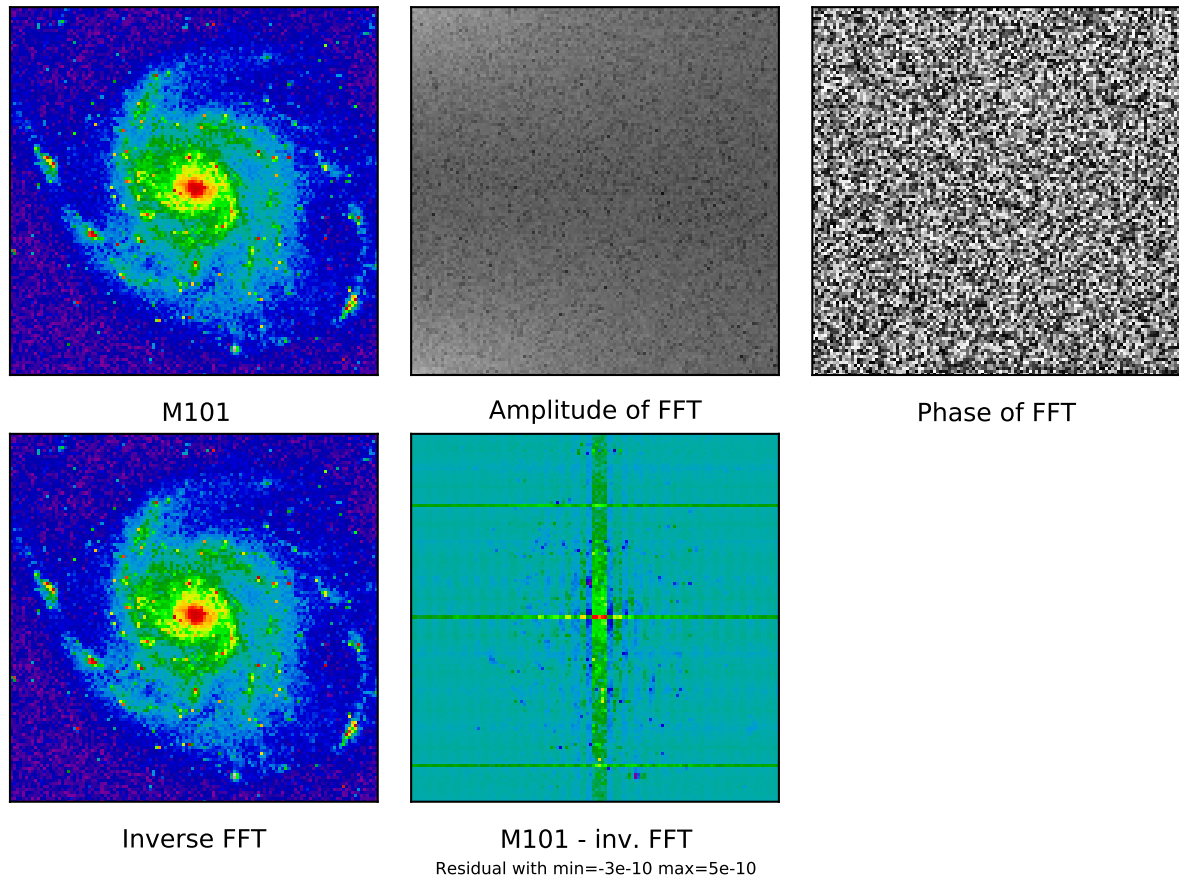 M101
Amplitude of FFT
Phase of FFT
Inverse FFT
M101 - inv. FFT
Residual with min=-3e-10 max=5e-10